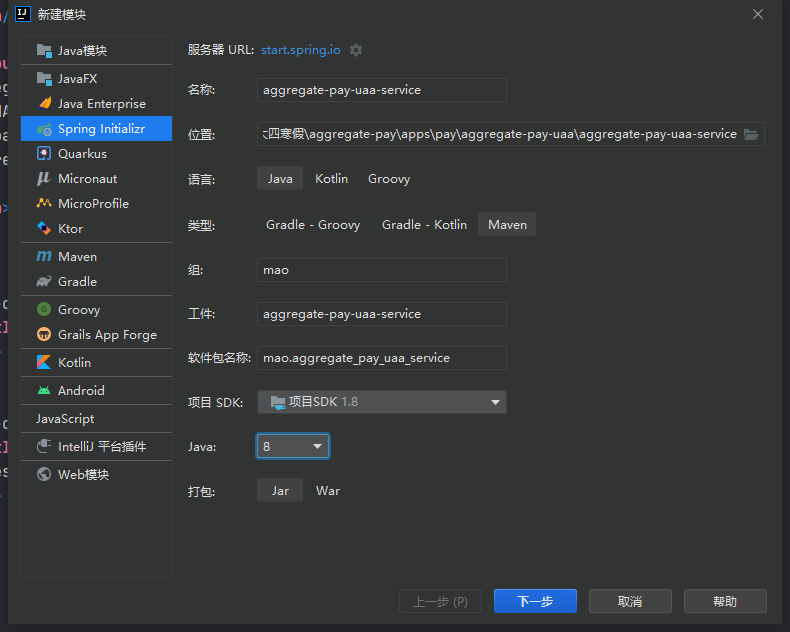 新建模块
Java模块
JavaFX
Java Enterprise
Spring Initializr
Quarkus
Micronaut
MicroProfile
Ktor
Maven
Gradle
Groovy
Grails App Forge
Kotlin
Android
JavaScript
IntelliJ 平台插件
Web模块
服务器 URL: start.spring.io
名称: aggregate-pay-uaa-service
位置: 四寒假\aggregate-pay\apps\pay\aggregate-pay-uaa\aggregate-pay-uaa-service
语言: Java Kotlin Groovy
类型: Gradle - Groovy Gradle - Kotlin Maven
组: mao
工件: aggregate-pay-uaa-service
软件包名称: mao.aggregate_pay_uaa_service
项目 SDK: 项目SDK 1.8
Java: 8
打包: Jar War
上一步 (P) 下一步 取消 帮助